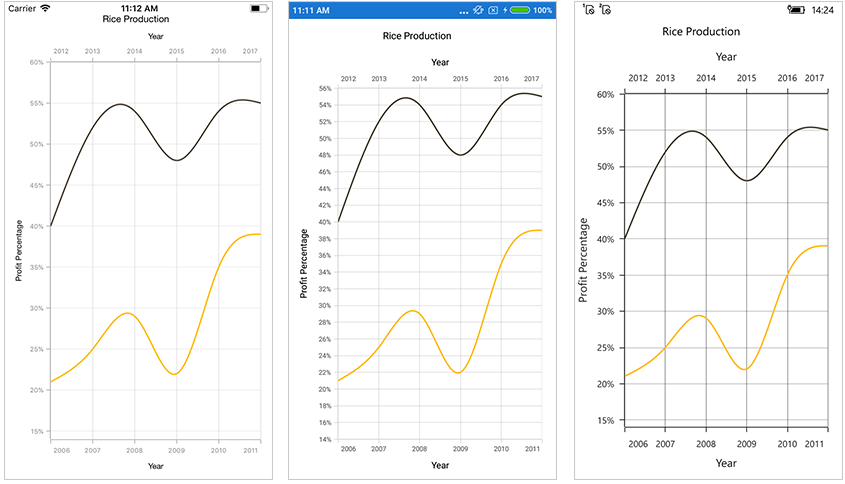 Carrier 11:12 AM
Rice Production
Year
2012 2013 2014 2015 2016 2017
60%
55%
50%
45%
40%
35%
30%
25%
20%
15%
Profit Percentage
2006 2007 2008 2009 2010 2011
Year
11:11 AM ... 100%
Rice Production
Year
2012 2013 2014 2015 2016 2017
56%
54%
52%
50%
48%
46%
44%
42%
40%
38%
36%
34%
32%
30%
28%
26%
24%
22%
20%
18%
16%
14%
Profit Percentage
2006 2007 2008 2009 2010 2011
Year
1 2 14:24
Rice Production
Year
2012 2013 2014 2015 2016 2017
60%
55%
50%
45%
40%
35%
30%
25%
20%
15%
Profit Percentage
2006 2007 2008 2009 2010 2011
Year